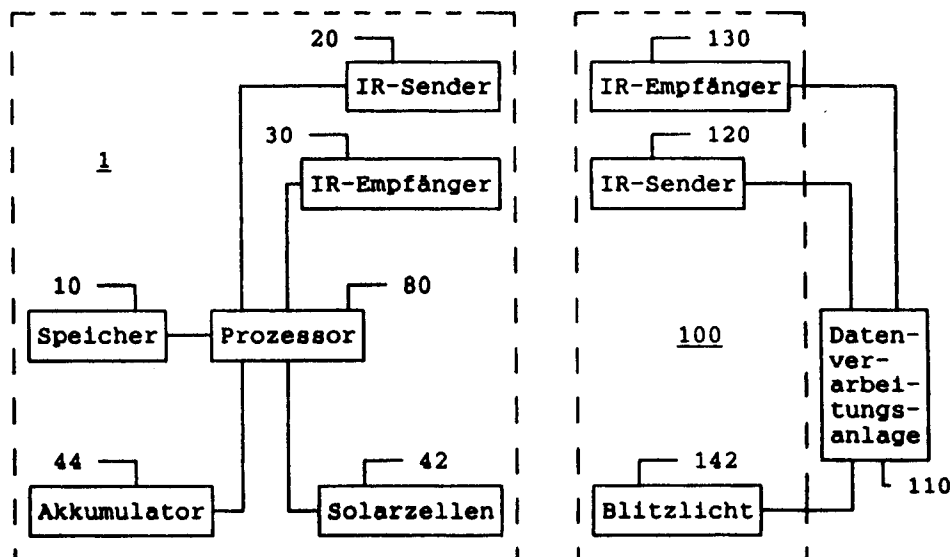 20
130
IR-Sender
IR-Empfänger
30
120
1
IR-Empfänger
IR-Sender
10
80
Speicher
Prozessor
100
Daten-
ver-
arbei-
tungs-
anlage
44
42
142
110
Akkumulator
Solarzellen
Blitzlicht